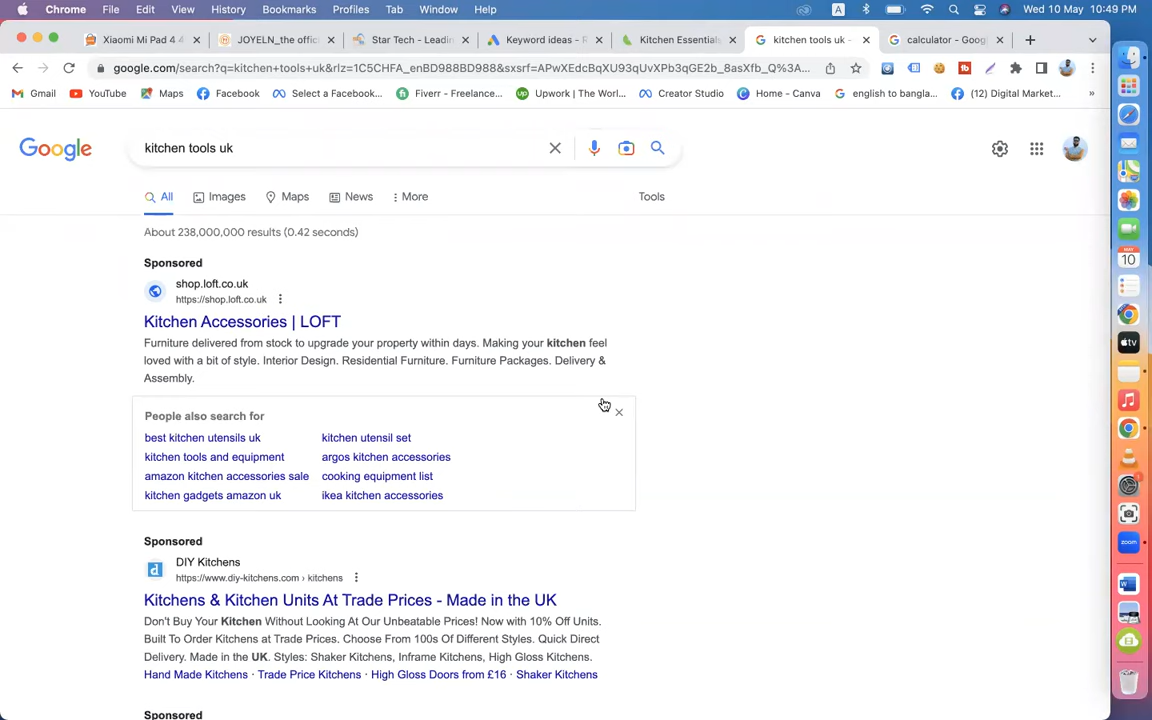 Chrome File Edit View History Bookmarks Profiles Tab Window Help A Wed 10 May 10:49 PM
Xiaomi Mi Pad 4 4 JOYELN_the offic Star Tech - Leadin Keyword ideas - F Kitchen Essentials kitchen tools uk - calculator - Goog
google.com/search?q=kitchen+tools+uk&rlz=1C5CHFA_enBD988BD988&sxsrf=APwXEdcBqXU93qUvXPb3qGE2b_8asXfb_Q%3A...
Gmail YouTube Maps Facebook Select a Facebook... Fiverr - Freelance... Upwork | The Worl... Creator Studio Home - Canva english to bangla... (12) Digital Market... »
Google kitchen tools uk
All Images Maps News More Tools
About 238,000,000 results (0.42 seconds)
Sponsored
shop.loft.co.uk
https://shop.loft.co.uk
Kitchen Accessories | LOFT
Furniture delivered from stock to upgrade your property within days. Making your kitchen feel
loved with a bit of style. Interior Design. Residential Furniture. Furniture Packages. Delivery &
Assembly.
People also search for
best kitchen utensils uk kitchen utensil set
kitchen tools and equipment argos kitchen accessories
amazon kitchen accessories sale cooking equipment list
kitchen gadgets amazon uk ikea kitchen accessories
Sponsored
DIY Kitchens
https://www.diy-kitchens.com › kitchens
Kitchens & Kitchen Units At Trade Prices - Made in the UK
Don't Buy Your Kitchen Without Looking At Our Unbeatable Prices! Now with 10% Off Units.
Built To Order Kitchens at Trade Prices. Choose From 100s Of Different Styles. Quick Direct
Delivery. Made in the UK. Styles: Shaker Kitchens, Inframe Kitchens, High Gloss Kitchens.
Hand Made Kitchens · Trade Price Kitchens · High Gloss Doors from £16 · Shaker Kitchens
Sponsored
MAY
10
tv
zoom
W